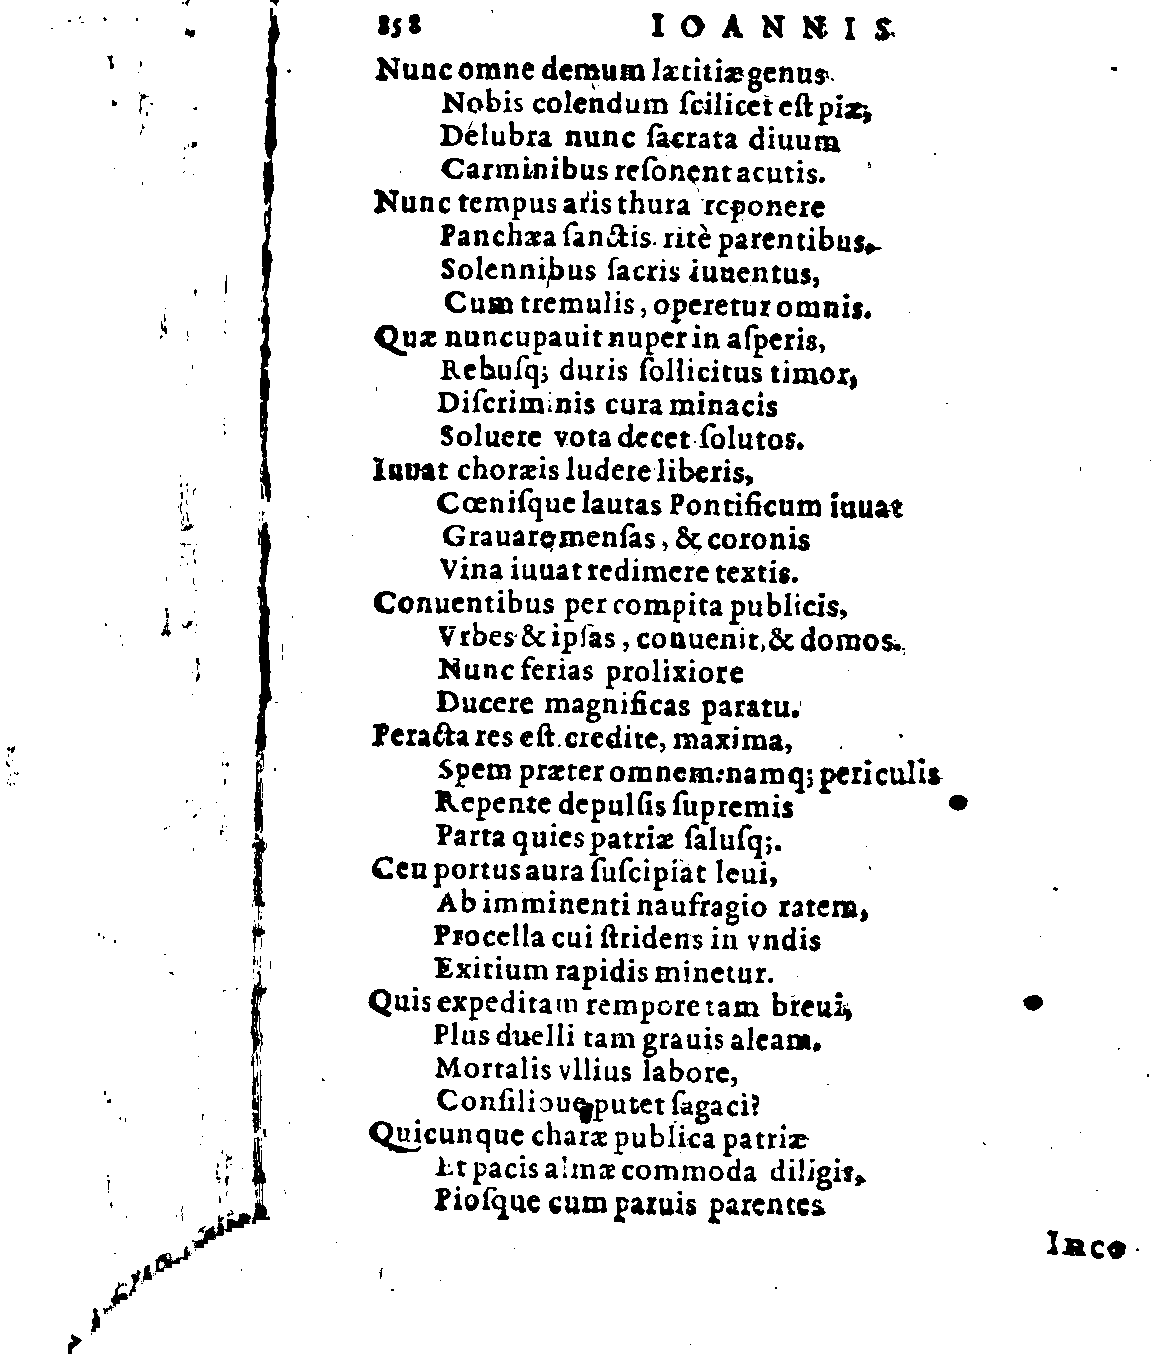 858 IOANNIS
Nunc omne demum lætitiæ genus
Nobis colendum ſcilicet eſt piæ,
Delubra nunc ſacrata diuum
Carminibus reſonent acutis.
Nunc tempus aris thura reponere
Panchæa ſanctis ritè parentibus,
Solennibus ſacris iuuentus,
Cum tremulis, operetur omnis.
Quæ nuncupauit nuper in aſperis,
Rebuſq; duris ſollicitus timor,
Diſcriminis cura minacis
Soluere vota decet ſolutos.
Iuuat choræis ludere liberis,
Cœniſque lautas Pontificum iuuat
Grauare menſas, & coronis
Vina iuuat redimere textis.
Conuentibus per compita publicis,
Vrbes & ipſas, conuenit, & domos.
Nunc ferias prolixiore
Ducere magnificas paratu.
Peracta res eſt credite, maxima,
Spem præter omnem: namq; periculis
Repente depulſis ſupremis
Parta quies patriæ ſaluſq;.
Ceu portus aura ſuſcipiat leui,
Ab imminenti naufragio ratem,
Procella cui ſtridens in vndis
Exitium rapidis minetur.
Quis expeditam tempore tam breui,
Plus duelli tam grauis aleam.
Mortalis vllius labore,
Conſilioue putet ſagaci?
Quicunque charæ publica patriæ
Et pacis almæ commoda diligit,
Pioſque cum paruis parentes
Inco